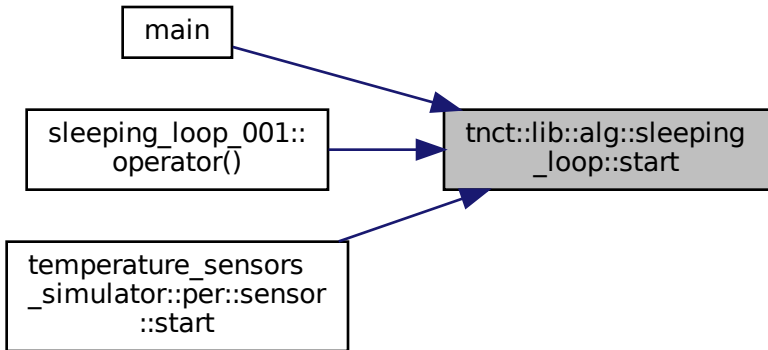 main
sleeping_loop_001::
operator()
tnct::lib::alg::sleeping
_loop::start
temperature_sensors
_simulator::per::sensor
::start